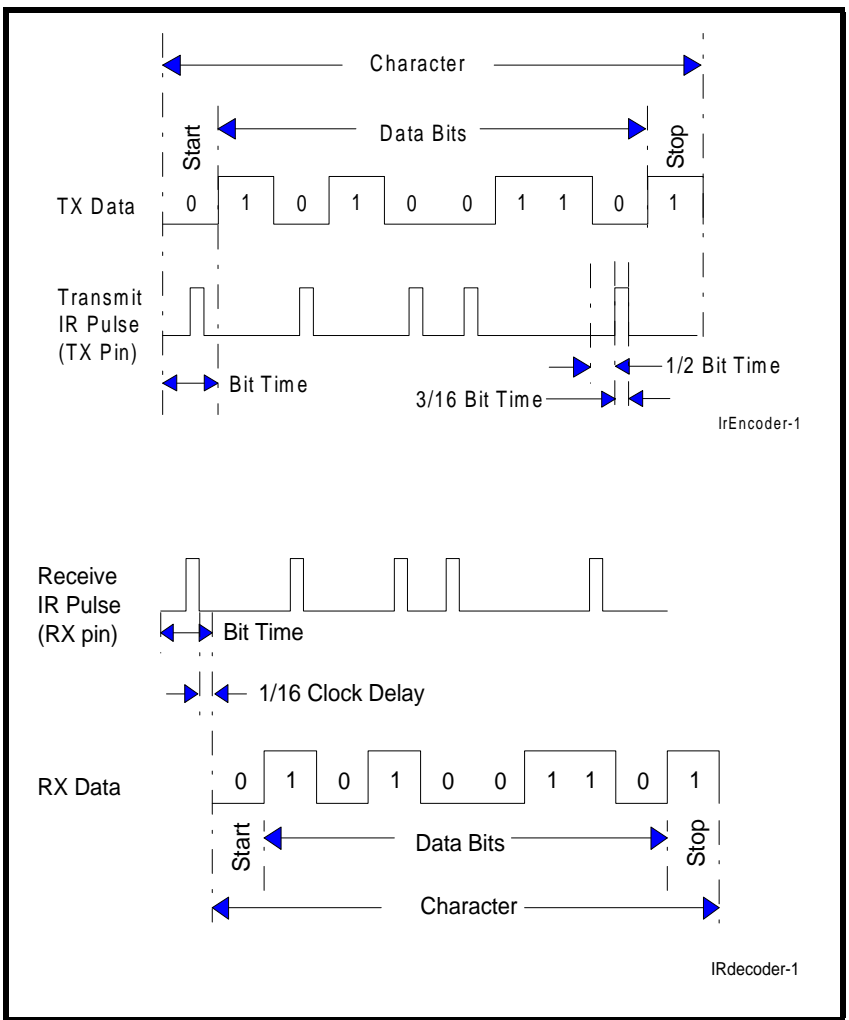 Character
Start
Data Bits
Stop
TX Data
0 1 0 1 0 0 1 1 0 1
Transmit
IR Pulse
(TX Pin)
Bit Time
1/2 Bit Time
3/16 Bit Time
IrEncoder-1
Receive
IR Pulse
(RX pin)
Bit Time
1/16 Clock Delay
RX Data
0 1 0 1 0 0 1 1 0 1
Start
Data Bits
Stop
Character
IRdecoder-1